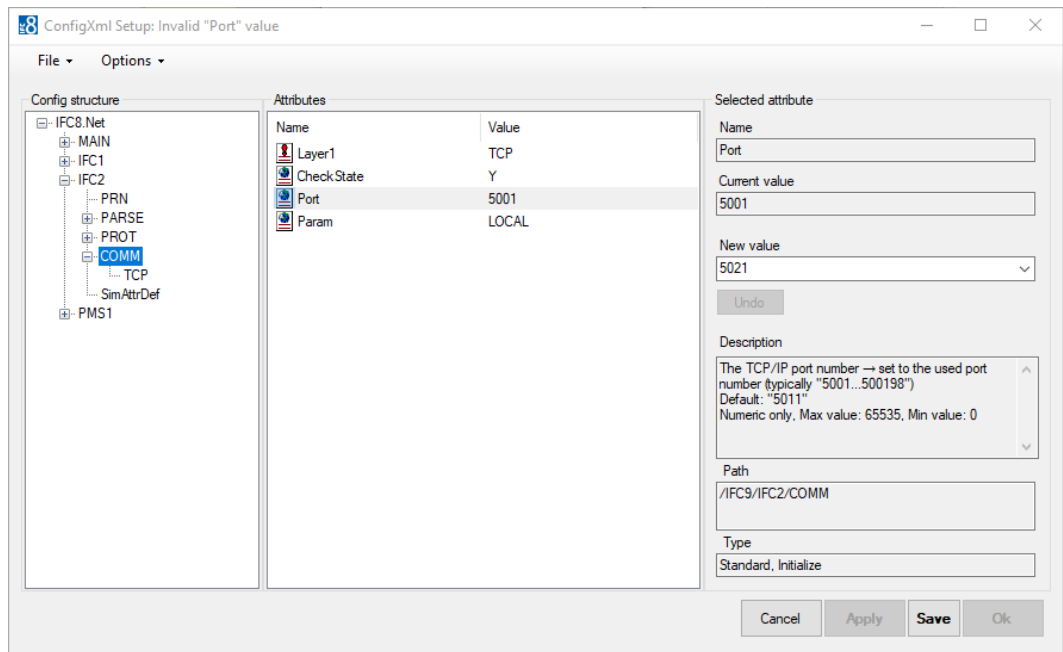 8 ConfigXml Setup: Invalid "Port" value
File Options
Config structure
IFC8.Net
MAIN
IFC1
IFC2
PRN
PARSE
PROT
COMM
TCP
SimAttrDef
PMS1
Attributes
Name Value
Layer1 TCP
CheckState Y
Port 5001
Param LOCAL
Selected attribute
Name
Port
Current value
5001
New value
5021
Undo
Description
The TCP/IP port number → set to the used port
number (typically "5001...500198")
Default: "5011"
Numeric only, Max value: 65535, Min value: 0
Path
/IFC9/IFC2/COMM
Type
Standard, Initialize
Cancel Apply Save Ok